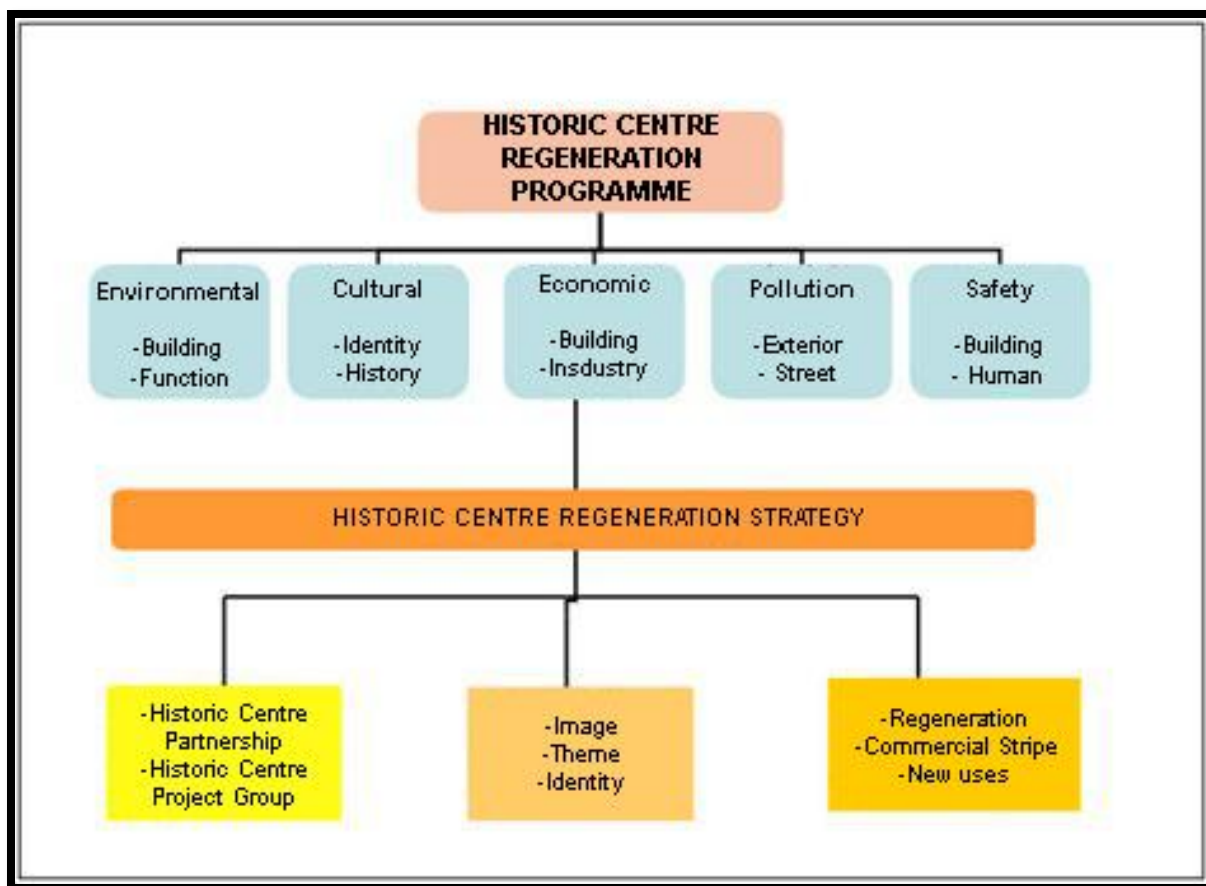 HISTORIC CENTRE
REGENERATION
PROGRAMME
Environmental
-Building
-Function
Cultural
-Identity
-History
Economic
-Building
-Insdustry
Pollution
-Exterior
- Street
Safety
-Building
- Human
HISTORIC CENTRE REGENERATION STRATEGY
-Historic Centre
Partnership
-Historic Centre
Project Group
-Image
-Theme
-Identity
-Regeneration
-Commercial Stripe
-New uses